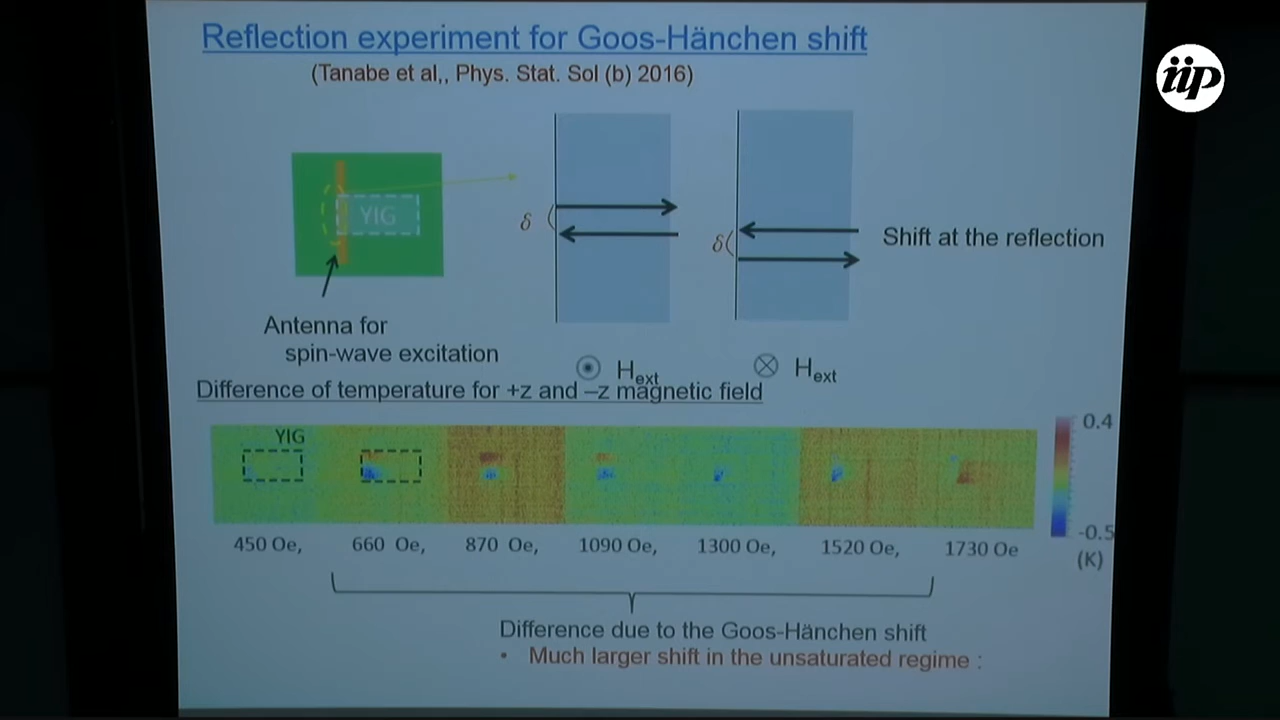 Reflection experiment for Goos-Hänchen shift
(Tanabe et al,, Phys. Stat. Sol (b) 2016)
iip
YIG
δ
δ
Shift at the reflection
Antenna for
spin-wave excitation
Hext
Hext
Difference of temperature for +z and –z magnetic field
YIG
0.4
-0.5
(K)
450 Oe, 660 Oe, 870 Oe, 1090 Oe, 1300 Oe, 1520 Oe, 1730 Oe
Difference due to the Goos-Hänchen shift
• Much larger shift in the unsaturated regime :